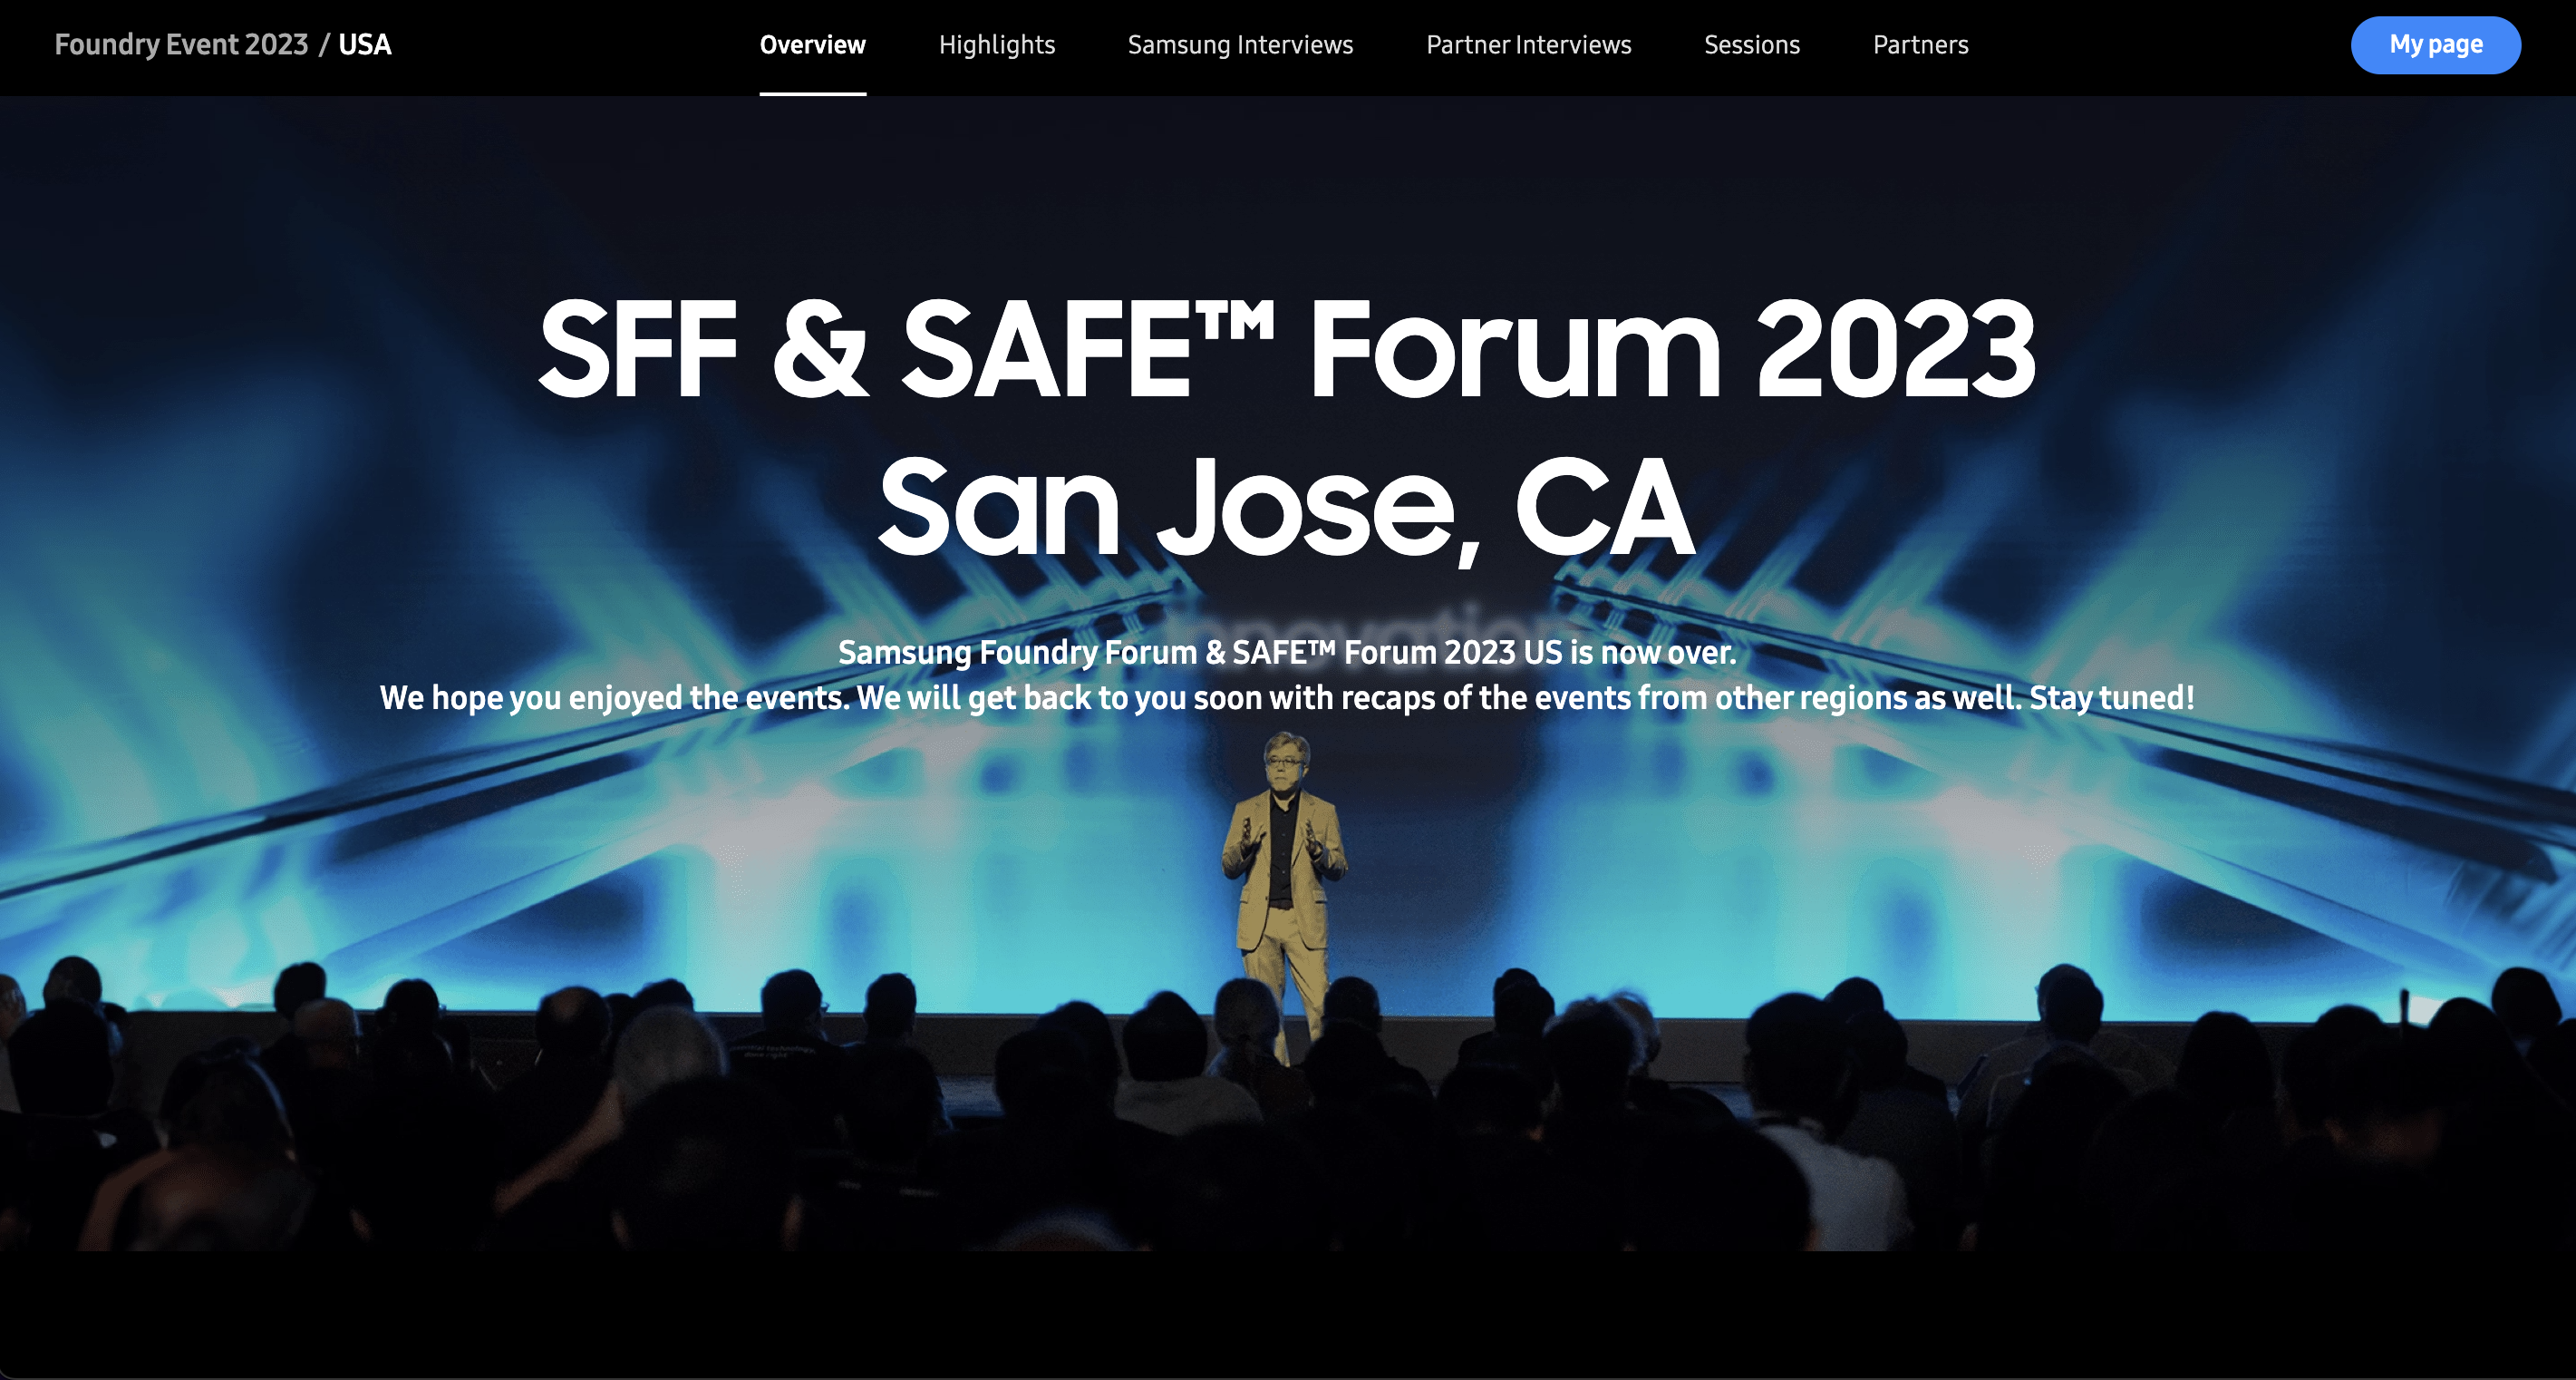 Foundry Event 2023 / USA
Overview
Highlights
Samsung Interviews
Partner Interviews
Sessions
Partners
My page
SFF & SAFE™ Forum 2023
San Jose, CA
innovation
Samsung Foundry Forum & SAFE™ Forum 2023 US is now over.
We hope you enjoyed the events. We will get back to you soon with recaps of the events from other regions as well. Stay tuned!